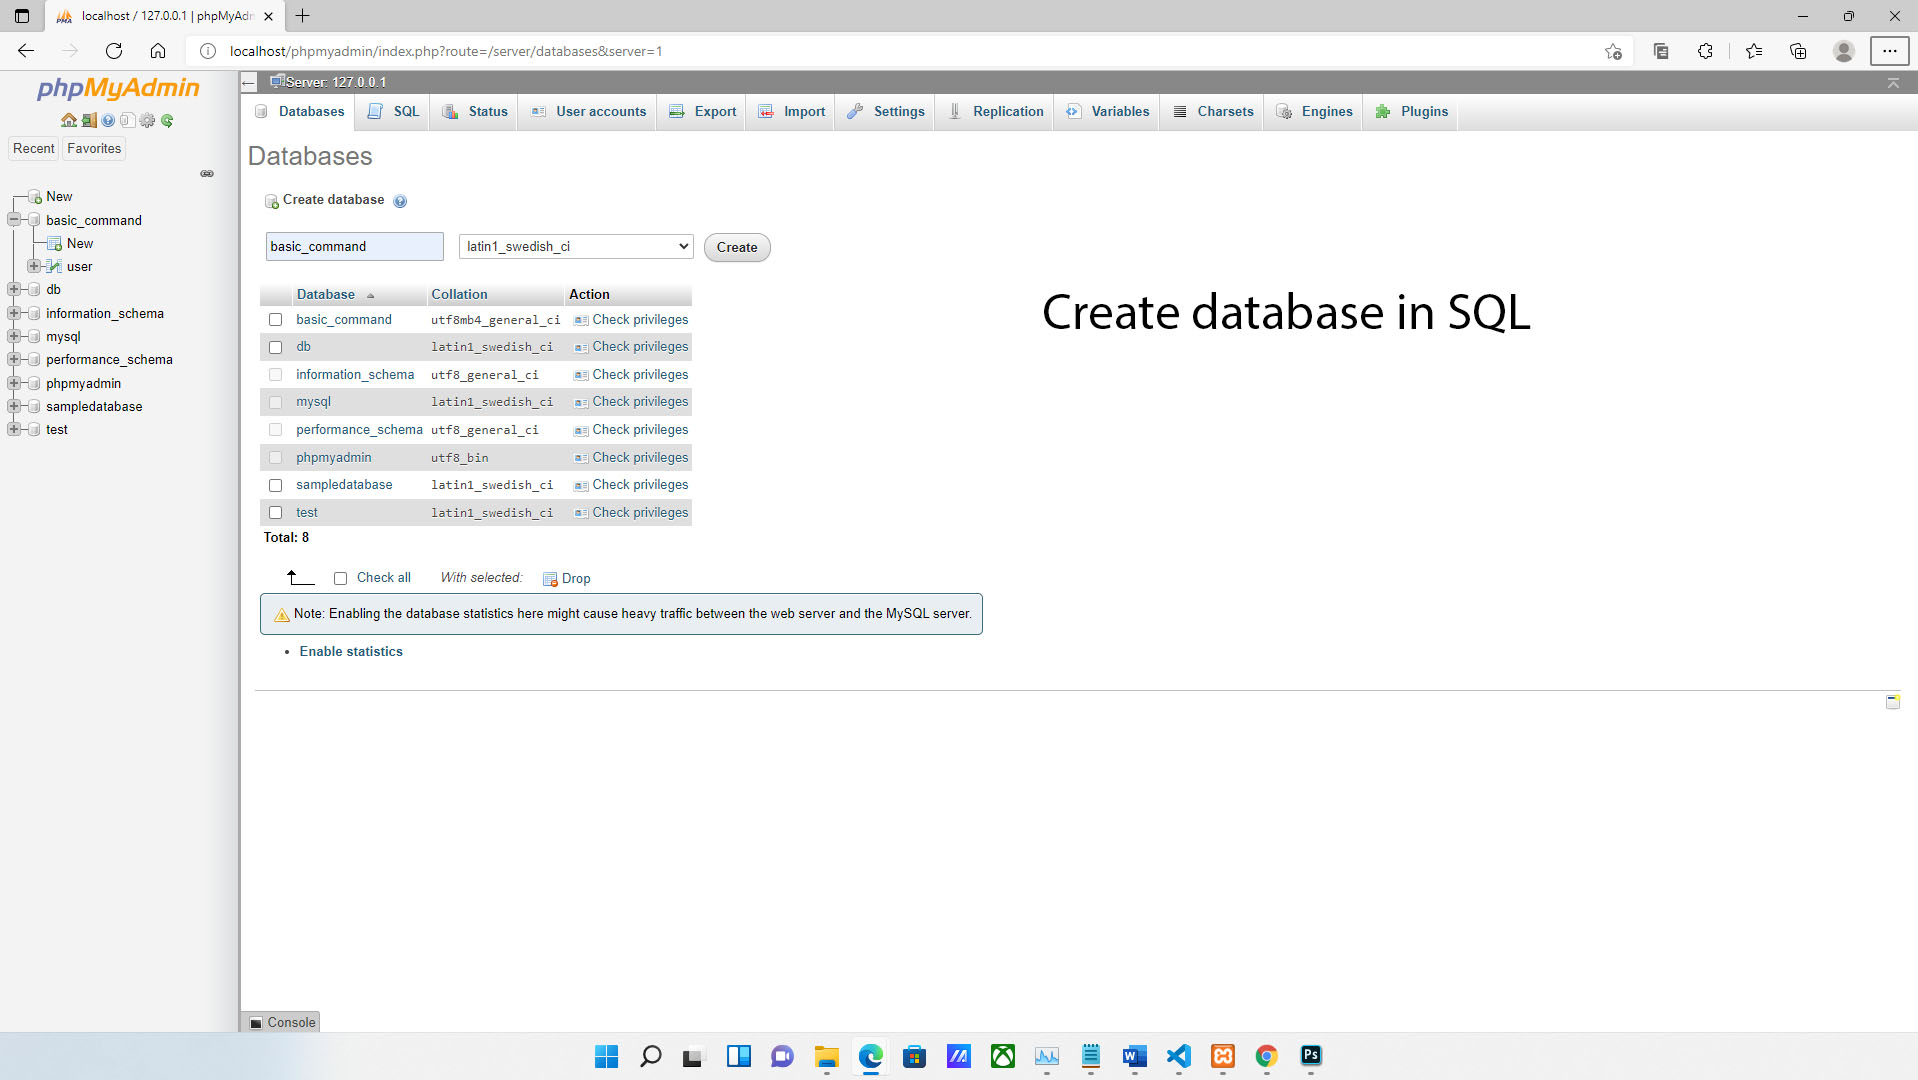 localhost / 127.0.0.1 | phpMyAdn
localhost/phpmyadmin/index.php?route=/server/databases&server=1
phpMyAdmin
Recent
Favorites
New
basic_command
New
user
db
information_schema
mysql
performance_schema
phpmyadmin
sampledatabase
test
Server: 127.0.0.1
Databases SQL Status User accounts Export Import Settings Replication Variables Charsets Engines Plugins
Databases
Create database
basic_command latin1_swedish_ci Create
Database Collation Action
basic_command utf8mb4_general_ci Check privileges
db latin1_swedish_ci Check privileges
information_schema utf8_general_ci Check privileges
mysql latin1_swedish_ci Check privileges
performance_schema utf8_general_ci Check privileges
phpmyadmin utf8_bin Check privileges
sampledatabase latin1_swedish_ci Check privileges
test latin1_swedish_ci Check privileges
Total: 8
Check all With selected: Drop
Note: Enabling the database statistics here might cause heavy traffic between the web server and the MySQL server.
• Enable statistics
Create database in SQL
Console